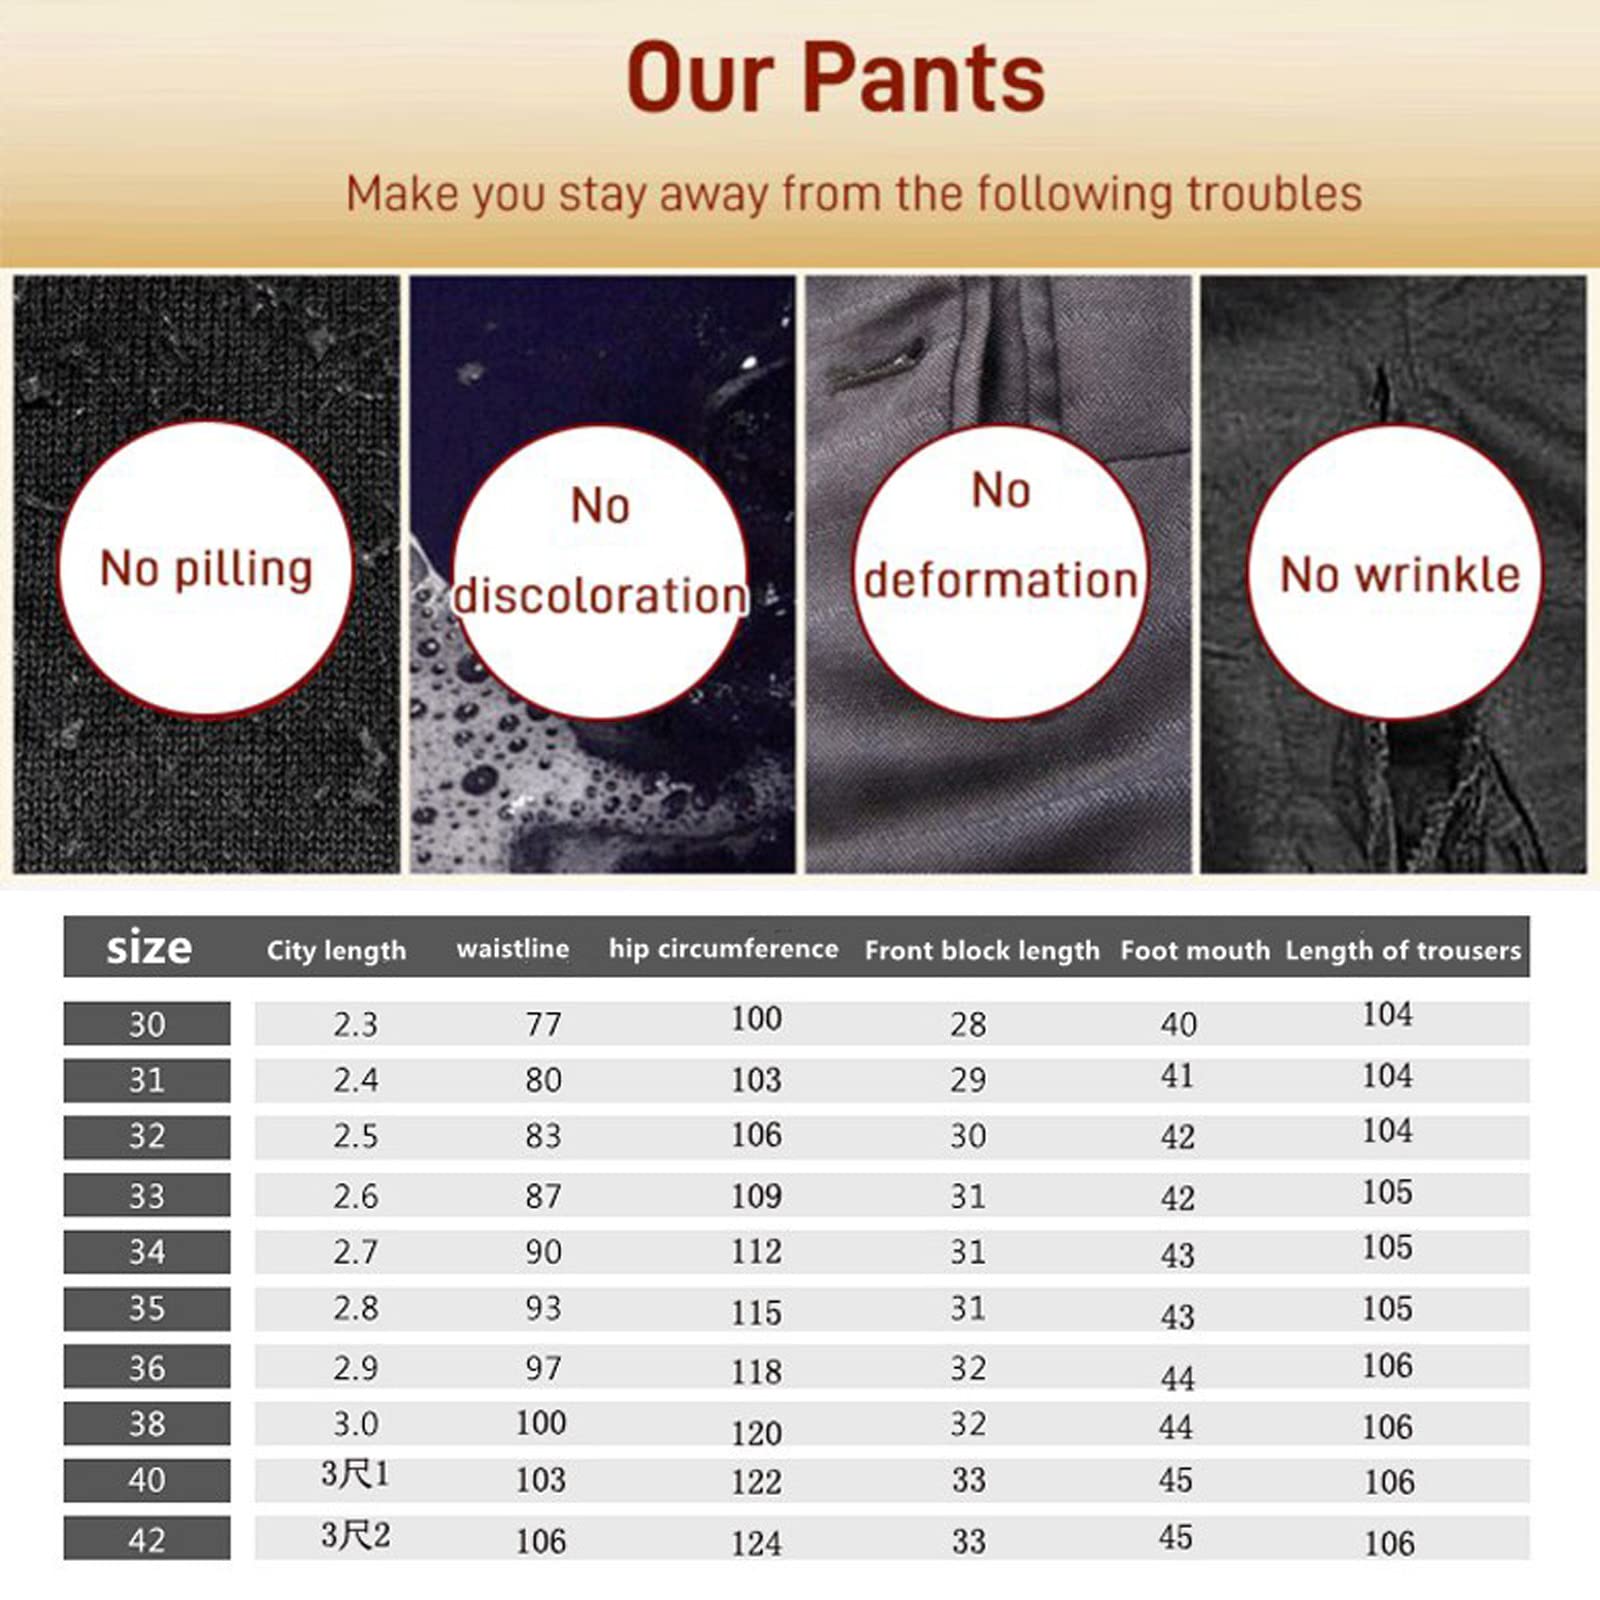 Our Pants
Make you stay away from the following troubles
No pilling
No
discoloration
No
deformation
No wrinkle
size City length waistline hip circumference Front block length Foot mouth Length of trousers
30 2.3 77 100 28 40 104
31 2.4 80 103 29 41 104
32 2.5 83 106 30 42 104
33 2.6 87 109 31 42 105
34 2.7 90 112 31 43 105
35 2.8 93 115 31 43 105
36 2.9 97 118 32 44 106
38 3.0 100 120 32 44 106
40 3尺1 103 122 33 45 106
42 3尺2 106 124 33 45 106